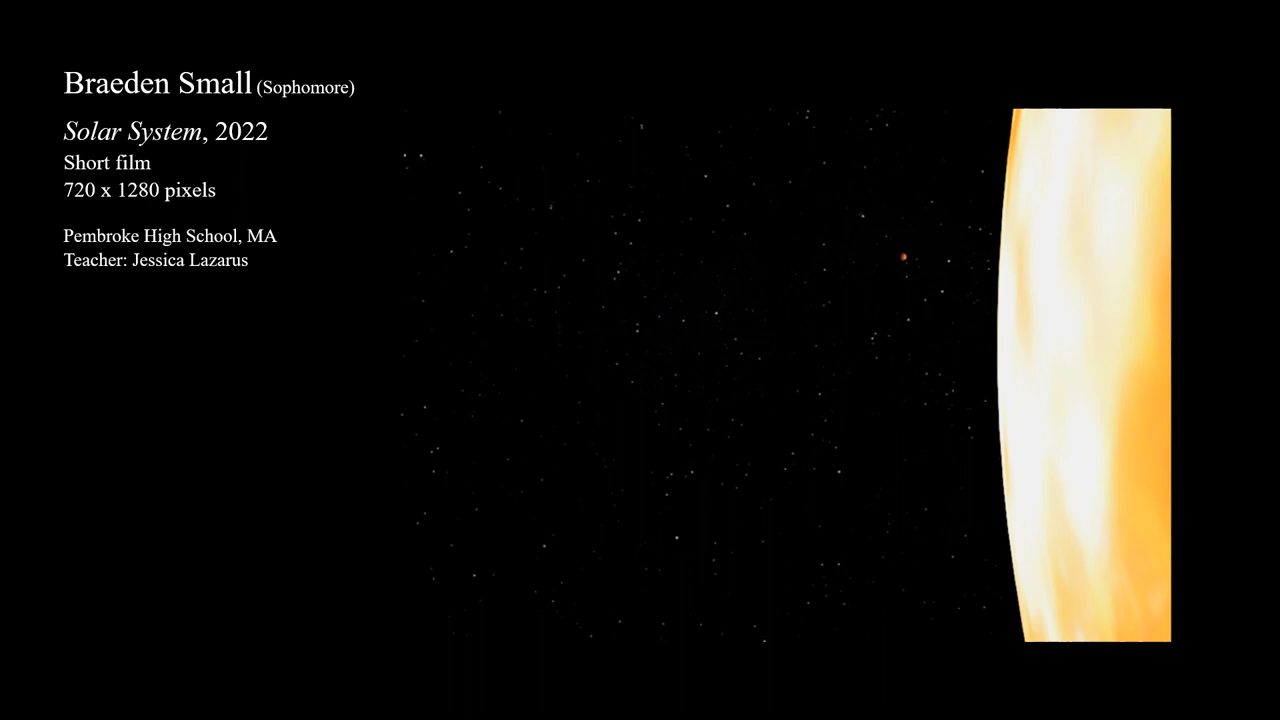 Braeden Small (Sophomore)
Solar System, 2022
Short film
720 x 1280 pixels
Pembroke High School, MA
Teacher: Jessica Lazarus